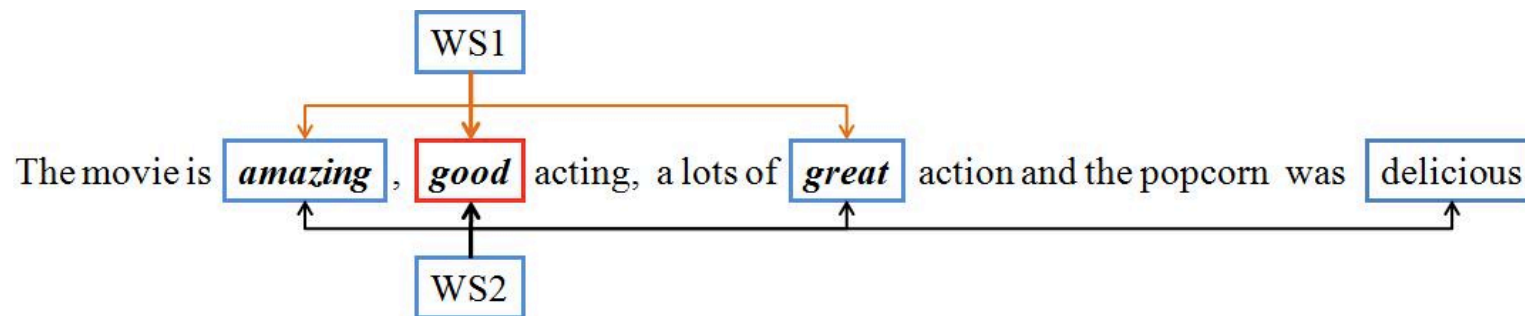 WS1
The movie is amazing , good acting, a lots of great action and the popcorn was delicious
WS2